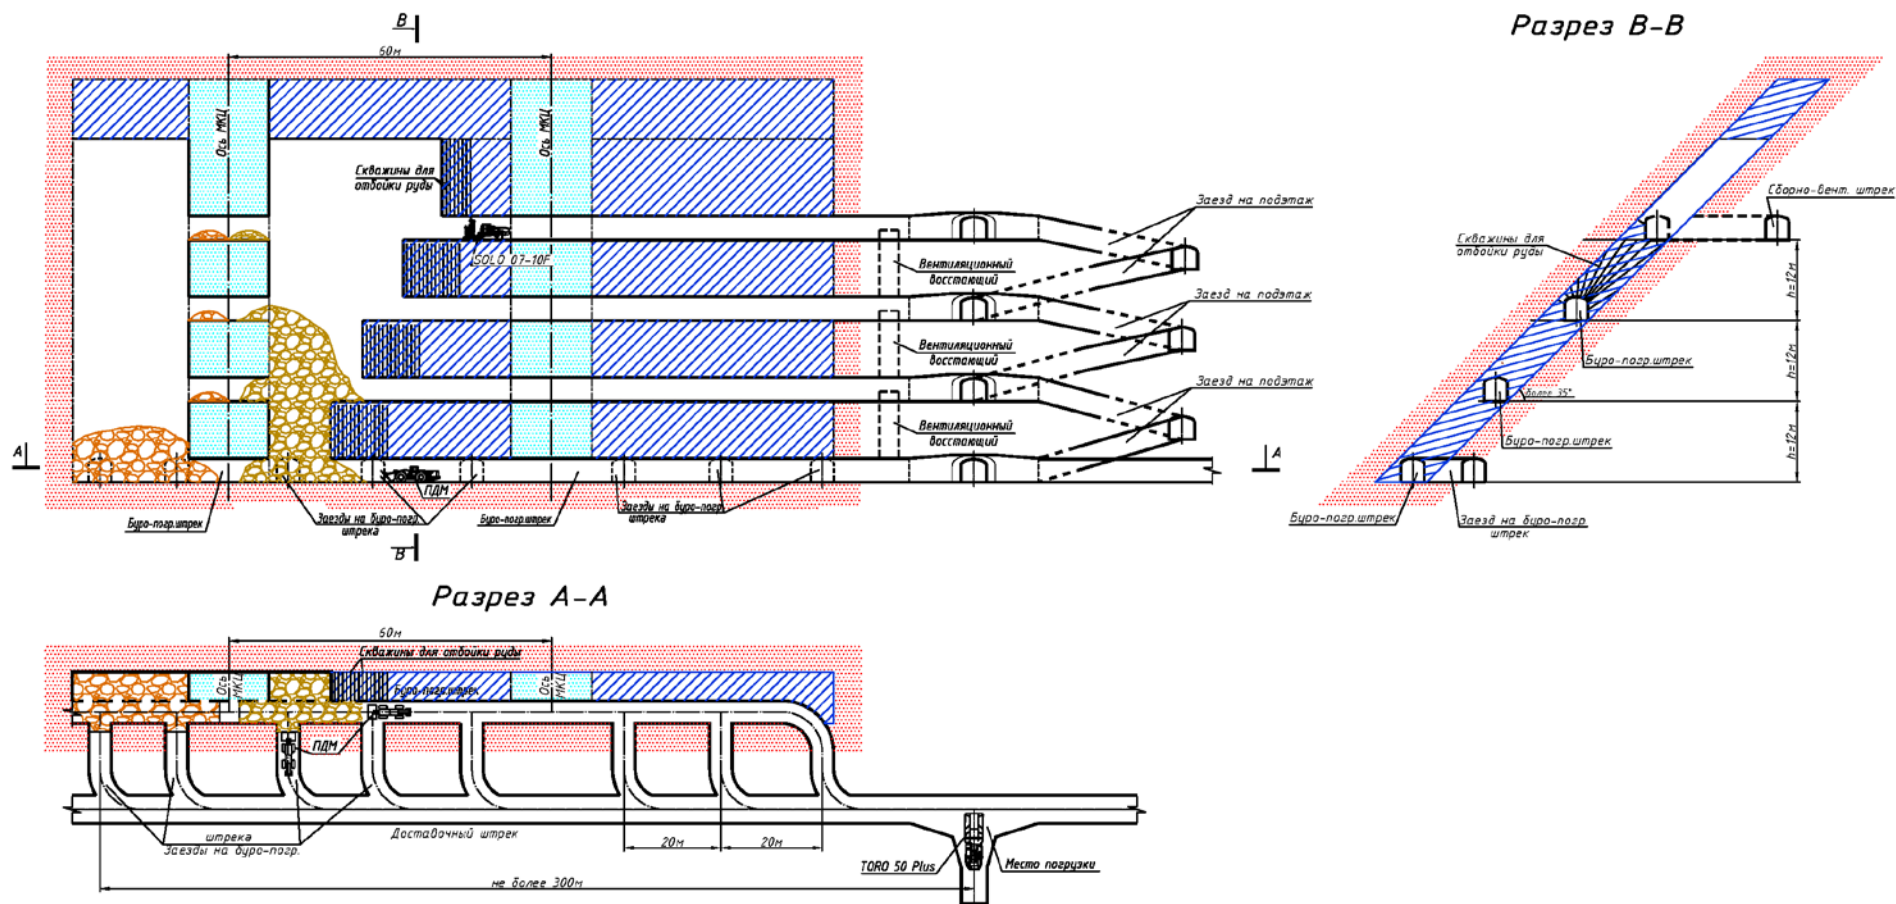 В
60м
Ось МКЦ
Ось МКЦ
Скважины для
отбойки руды
SOLO 07-10F
Вентиляционный
восстающий
Вентиляционный
восстающий
Вентиляционный
восстающий
Заезд на подэтаж
Заезд на подэтаж
Заезд на подэтаж
А
А
ПДМ
Буро-погр.штрек
Заезды на буро-погр.
штрека
Буро-погр.штрек
Заезды на буро-погр.
штрека
В
Разрез В-В
Сборно-вент. штрек
Скважины для
отбойки руды
h=12м
Буро-погр.штрек
h=12м
более 35°
Буро-погр.штрек
h=12м
Буро-погр.штрек
Заезд на буро-погр.
штрек
Разрез А-А
60м
Скважины для отбойки руды
Ось
МКЦ
Буро-погр.штрек
Ось
МКЦ
ПДМ
штрека
Заезды на буро-погр.
Доставочный штрек
20м
20м
TORO 50 Plus
Место погрузки
не более 300м